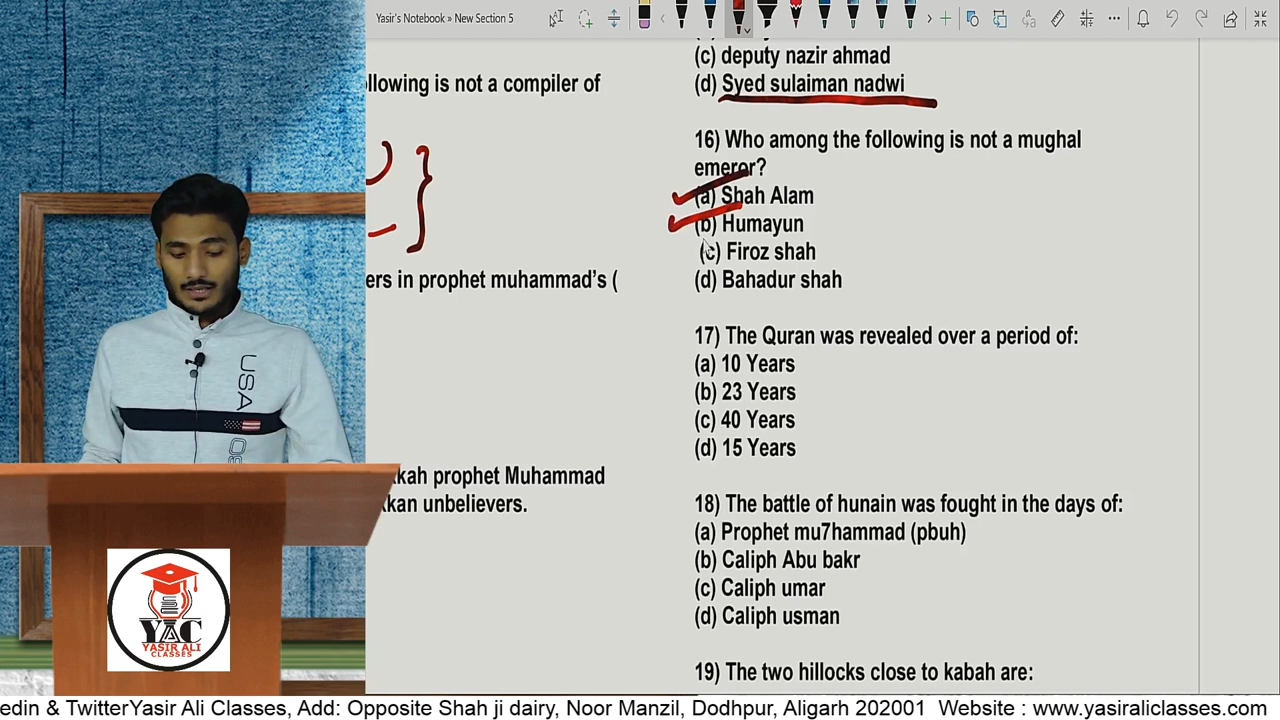 Yasir's Notebook » New Section 5
llowing is not a compiler of
ers in prophet muhammad's (
kah prophet Muhammad
kan unbelievers.
(c) deputy nazir ahmad
(d) Syed sulaiman nadwi
16) Who among the following is not a mughal
emeror?
(a) Shah Alam
(b) Humayun
(c) Firoz shah
(d) Bahadur shah
17) The Quran was revealed over a period of:
(a) 10 Years
(b) 23 Years
(c) 40 Years
(d) 15 Years
18) The battle of hunain was fought in the days of:
(a) Prophet mu7hammad (pbuh)
(b) Caliph Abu bakr
(c) Caliph umar
(d) Caliph usman
19) The two hillocks close to kabah are:
USA
YAC
YASIR ALI
CLASSES
edin & TwitterYasir Ali Classes, Add: Opposite Shah ji dairy, Noor Manzil, Dodhpur, Aligarh 202001 Website : www.yasiraliclasses.com